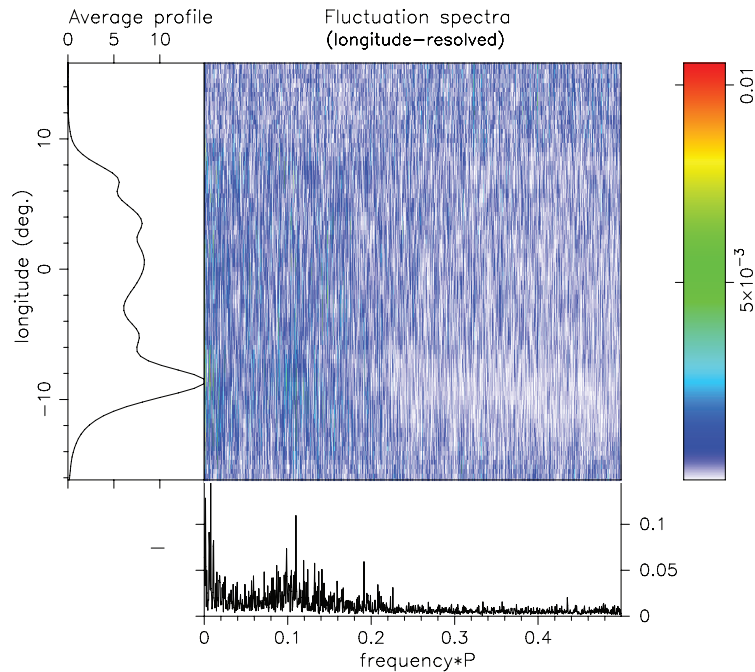 Average profile
Fluctuation spectra
(longitude-resolved)
0 5 10
longitude (deg.)
10
0
−10
0.01
5×10⁻³
0.1
0.05
0
0 0.1 0.2 0.3 0.4
frequency*P